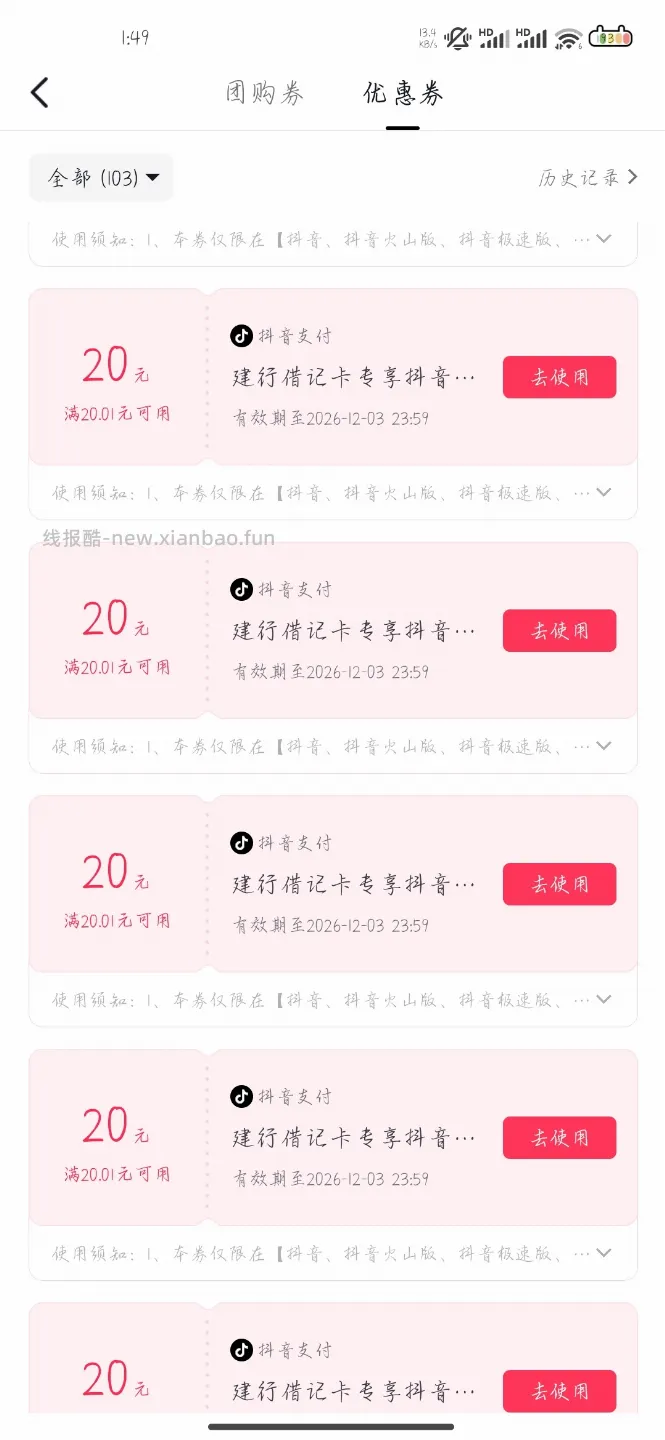 1:49
13.4
KB/s
HD
HD
6
30
团购券
优惠券
全部 (103)
历史记录
使用须知：1、本券仅限在【抖音、抖音火山版、抖音极速版、…
抖音支付
20元
建行借记卡专享抖音…
去使用
满20.01元可用
有效期至2026-12-03 23:59
使用须知：1、本券仅限在【抖音、抖音火山版、抖音极速版、…
线报酷-new.xianbao.fun
抖音支付
20元
建行借记卡专享抖音…
去使用
满20.01元可用
有效期至2026-12-03 23:59
使用须知：1、本券仅限在【抖音、抖音火山版、抖音极速版、…
抖音支付
20元
建行借记卡专享抖音…
去使用
满20.01元可用
有效期至2026-12-03 23:59
使用须知：1、本券仅限在【抖音、抖音火山版、抖音极速版、…
抖音支付
20元
建行借记卡专享抖音…
去使用
满20.01元可用
有效期至2026-12-03 23:59
使用须知：1、本券仅限在【抖音、抖音火山版、抖音极速版、…
抖音支付
20元
建行借记卡专享抖音…
去使用